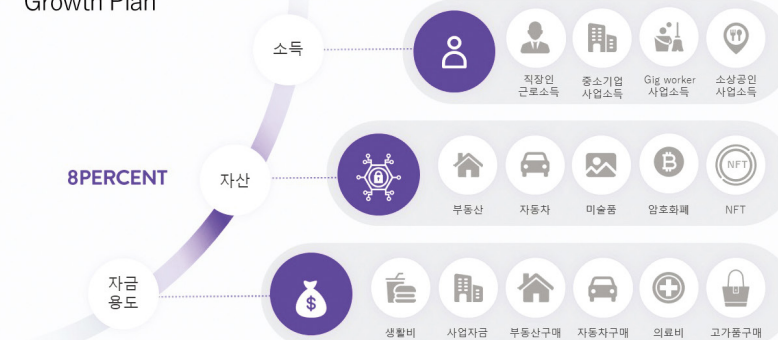 Growth Plan
소득
직장인
근로소득
중소기업
사업소득
Gig worker
사업소득
소상공인
사업소득
8PERCENT
자산
부동산
자동차
미술품
암호화폐
NFT
NFT
자금
용도
생활비
사업자금
부동산구매
자동차구매
의료비
고가품구매